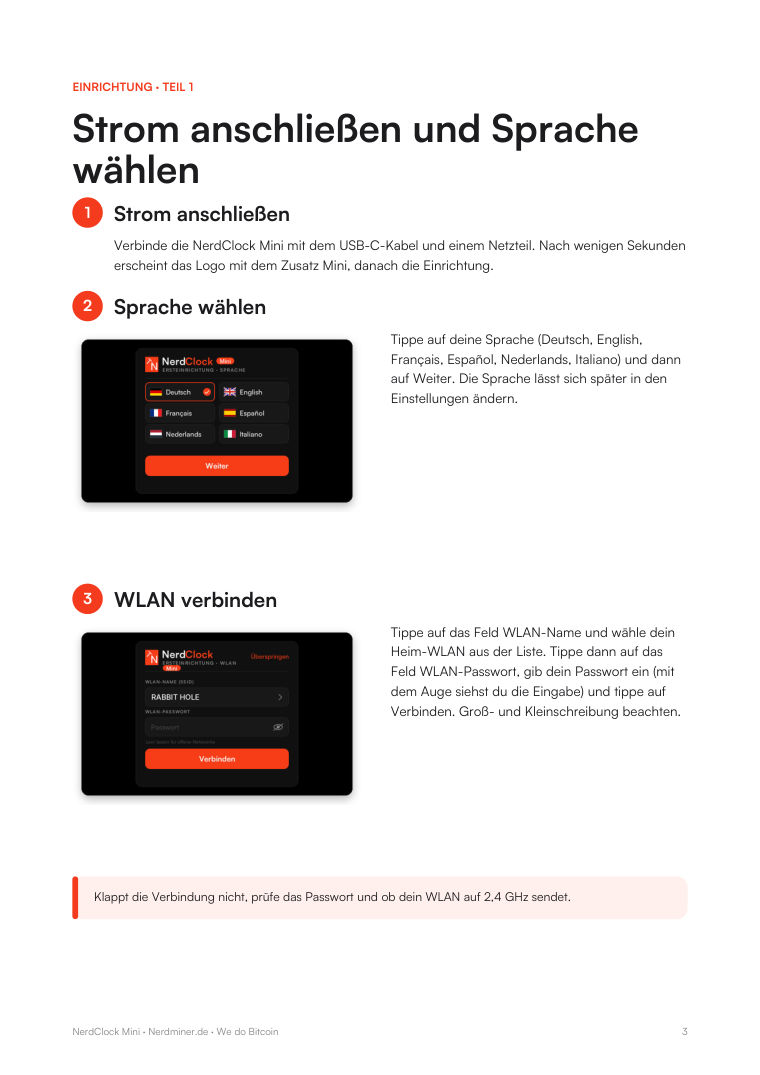 EINRICHTUNG · TEIL 1
Strom anschließen und Sprache
wählen
1 Strom anschließen
Verbinde die NerdClock Mini mit dem USB-C-Kabel und einem Netzteil. Nach wenigen Sekunden
erscheint das Logo mit dem Zusatz Mini, danach die Einrichtung.
2 Sprache wählen
NerdClock Mini
ERSTEINRICHTUNG · SPRACHE
Deutsch English
Français Español
Nederlands Italiano
Weiter
Tippe auf deine Sprache (Deutsch, English,
Français, Español, Nederlands, Italiano) und dann
auf Weiter. Die Sprache lässt sich später in den
Einstellungen ändern.
3 WLAN verbinden
NerdClock Überspringen
ERSTEINRICHTUNG · WLAN
Mini
WLAN-NAME (SSID)
RABBIT HOLE
WLAN-PASSWORT
Passwort
Verbinden
Tippe auf das Feld WLAN-Name und wähle dein
Heim-WLAN aus der Liste. Tippe dann auf das
Feld WLAN-Passwort, gib dein Passwort ein (mit
dem Auge siehst du die Eingabe) und tippe auf
Verbinden. Groß- und Kleinschreibung beachten.
Klappt die Verbindung nicht, prüfe das Passwort und ob dein WLAN auf 2,4 GHz sendet.
NerdClock Mini · Nerdminer.de · We do Bitcoin 3